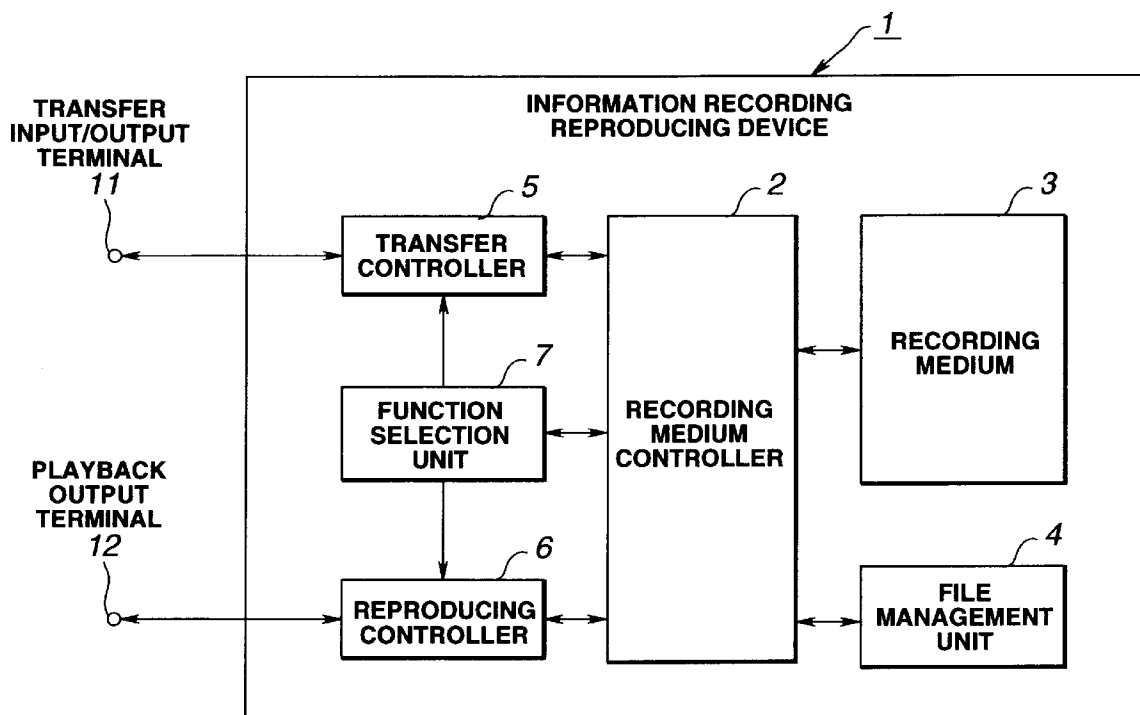 1
INFORMATION RECORDING
REPRODUCING DEVICE
TRANSFER
INPUT/OUTPUT
TERMINAL
11
5
TRANSFER
CONTROLLER
2
RECORDING
MEDIUM
CONTROLLER
3
RECORDING
MEDIUM
7
FUNCTION
SELECTION
UNIT
PLAYBACK
OUTPUT
TERMINAL
12
6
REPRODUCING
CONTROLLER
4
FILE
MANAGEMENT
UNIT